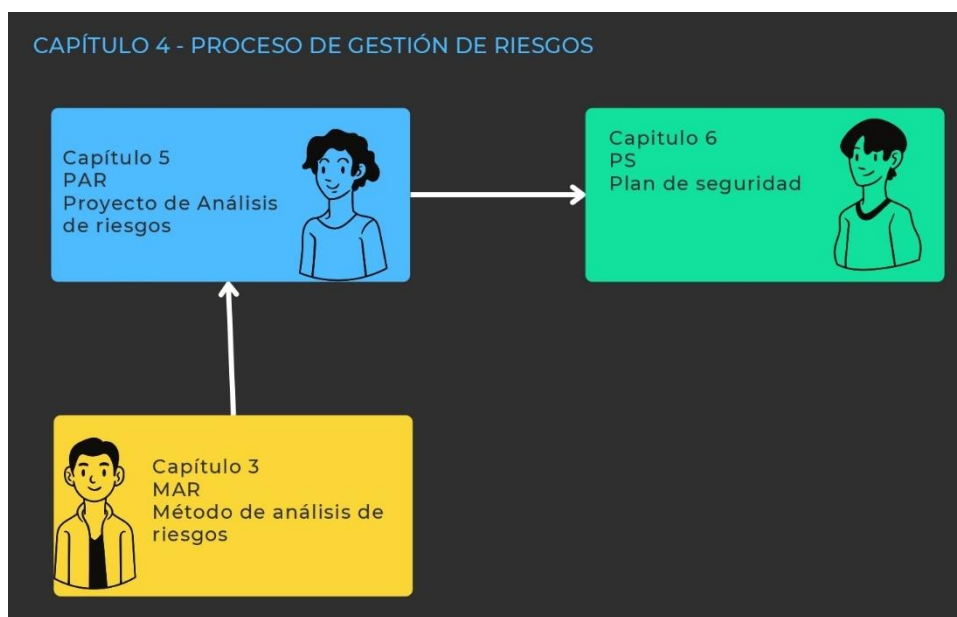 CAPÍTULO 4 - PROCESO DE GESTIÓN DE RIESGOS
Capítulo 5
PAR
Proyecto de Análisis
de riesgos
Capitulo 6
PS
Plan de seguridad
Capítulo 3
MAR
Método de análisis de
riesgos